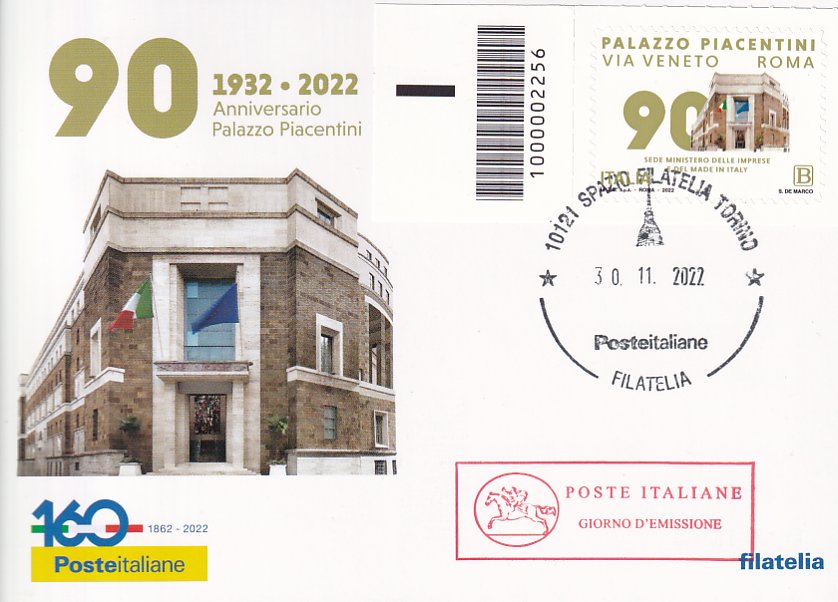 90
1932 • 2022
Anniversario
Palazzo Piacentini
1000002256
PALAZZO PIACENTINI
VIA VENETO ROMA
90
SEDE MINISTERO DELLE IMPRESE
E DEL MADE IN ITALY
ITALIA
ROMA - 2022
B
S. DE MARCO
10121 SPAZIO FILATELIA TORINO
30.11.2022
Posteitaliane
FILATELIA
160
1862 - 2022
Posteitaliane
POSTE ITALIANE
GIORNO D'EMISSIONE
filatelia